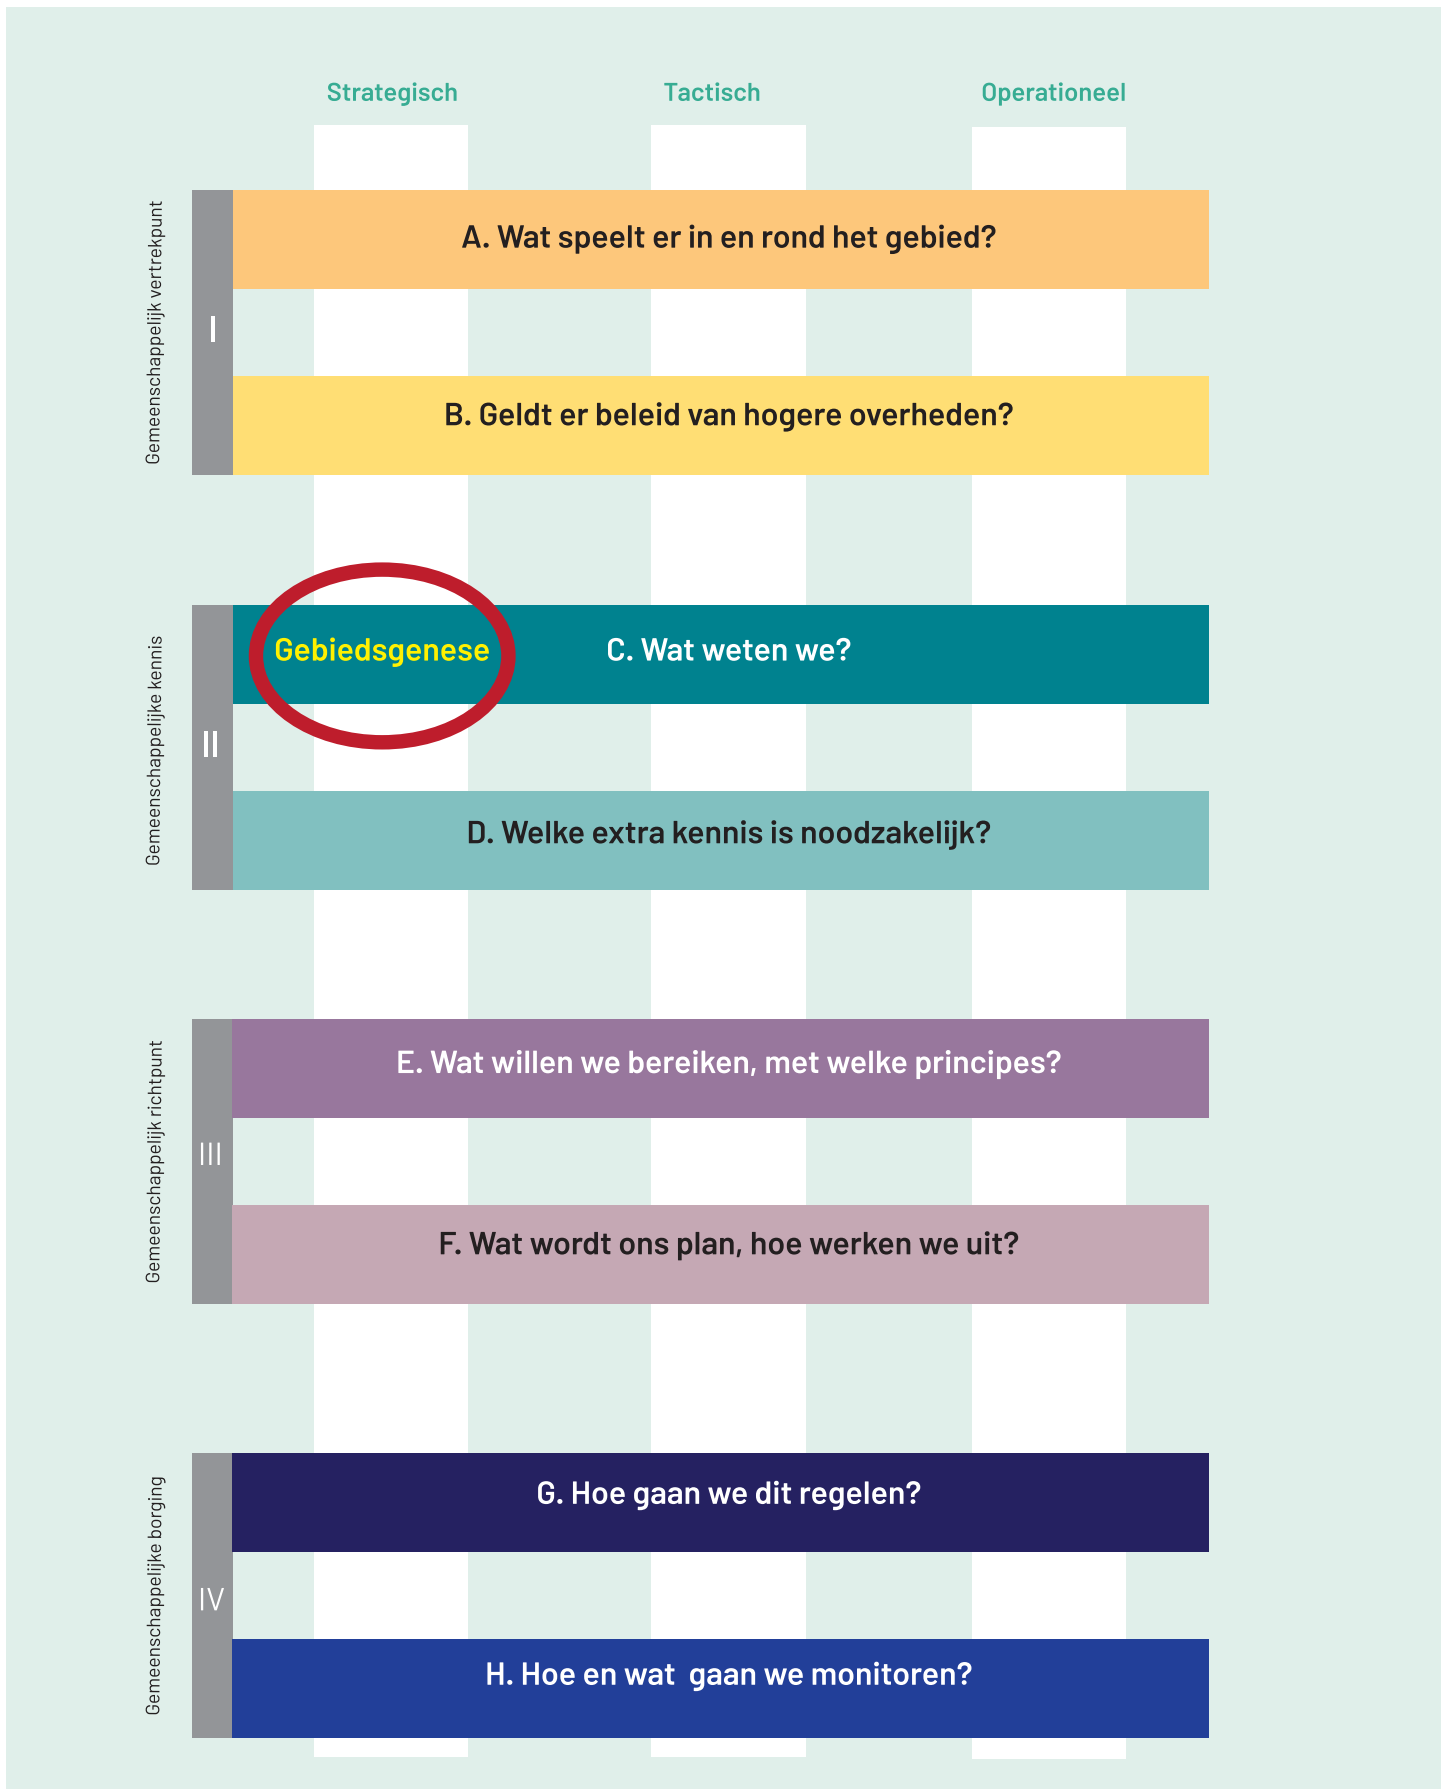 Strategisch Tactisch Operationeel
Gemeenschappelijk vertrekpunt
I
A. Wat speelt er in en rond het gebied?
B. Geldt er beleid van hogere overheden?
Gemeenschappelijke kennis
II
Gebiedsgenese C. Wat weten we?
D. Welke extra kennis is noodzakelijk?
Gemeenschappelijk richtpunt
III
E. Wat willen we bereiken, met welke principes?
F. Wat wordt ons plan, hoe werken we uit?
Gemeenschappelijke borging
IV
G. Hoe gaan we dit regelen?
H. Hoe en wat  gaan we monitoren?